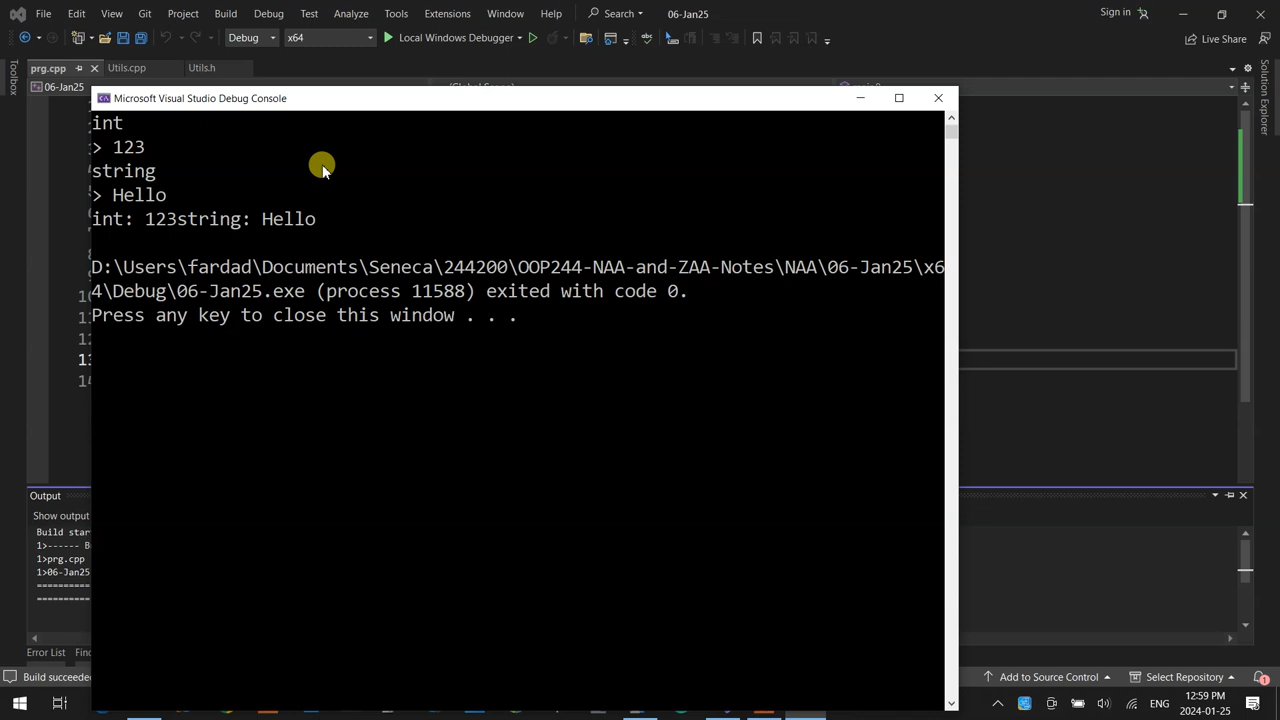 File Edit View Git Project Build Debug Test Analyze Tools Extensions Window Help Search 06-Jan25 Sign in
Debug x64 Local Windows Debugger Live Share
Toolbox
prg.cpp Utils.cpp Utils.h
06-Jan25
Solution Explorer
Microsoft Visual Studio Debug Console
int
> 123
string
> Hello
int: 123string: Hello
D:\Users\fardad\Documents\Seneca\244200\OOP244-NAA-and-ZAA-Notes\NAA\06-Jan25\x6
4\Debug\06-Jan25.exe (process 11588) exited with code 0.
Press any key to close this window . . .
12
13
14
Output
Show output
Build star
1>------ B
1>prg.cpp
1>06-Jan25
==========
==========
Error List
Build succeeded Add to Source Control Select Repository 1
ENG 12:59 PM
2024-01-25